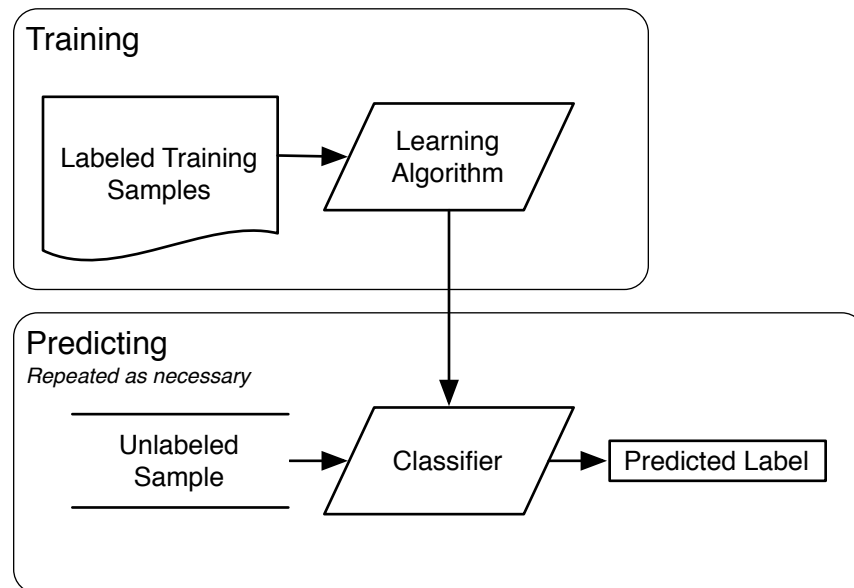 Training
Labeled Training
Samples
Learning
Algorithm
Predicting
Repeated as necessary
Unlabeled
Sample
Classifier
Predicted Label